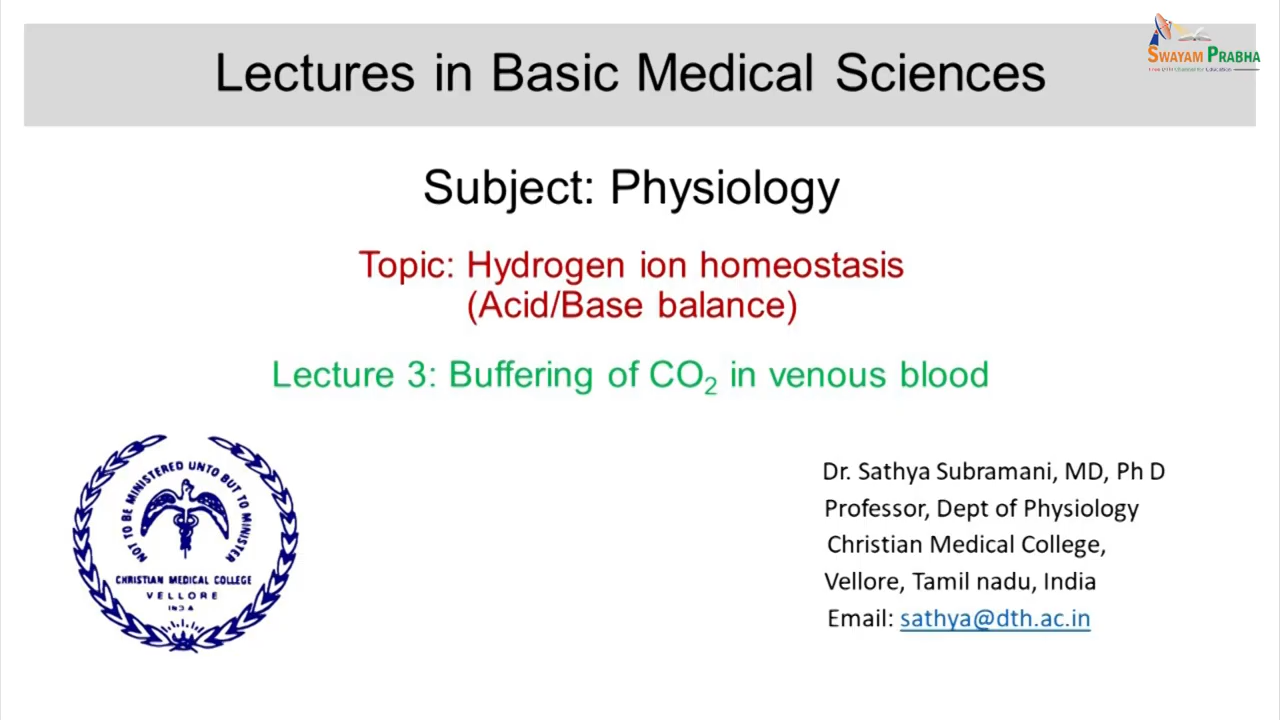 SWAYAM PRABHA
Lectures in Basic Medical Sciences
Subject: Physiology
Topic: Hydrogen ion homeostasis
(Acid/Base balance)
Lecture 3: Buffering of CO₂ in venous blood
NOT TO BE MINISTERED UNTO BUT TO MINISTER
CHRISTIAN MEDICAL COLLEGE
VELLORE
INDIA
Dr. Sathya Subramani, MD, Ph D
Professor, Dept of Physiology
Christian Medical College,
Vellore, Tamil nadu, India
Email: sathya@dth.ac.in